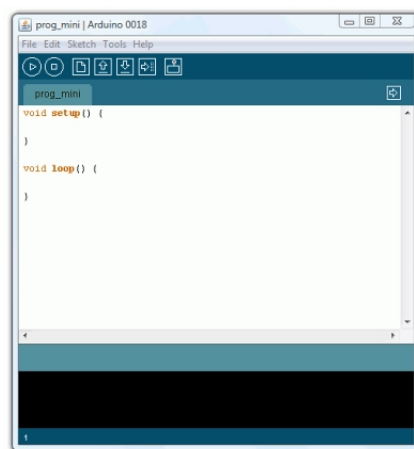 prog_mini | Arduino 0018
File Edit Sketch Tools Help
prog_mini
void setup() {
}
void loop() {
}
1